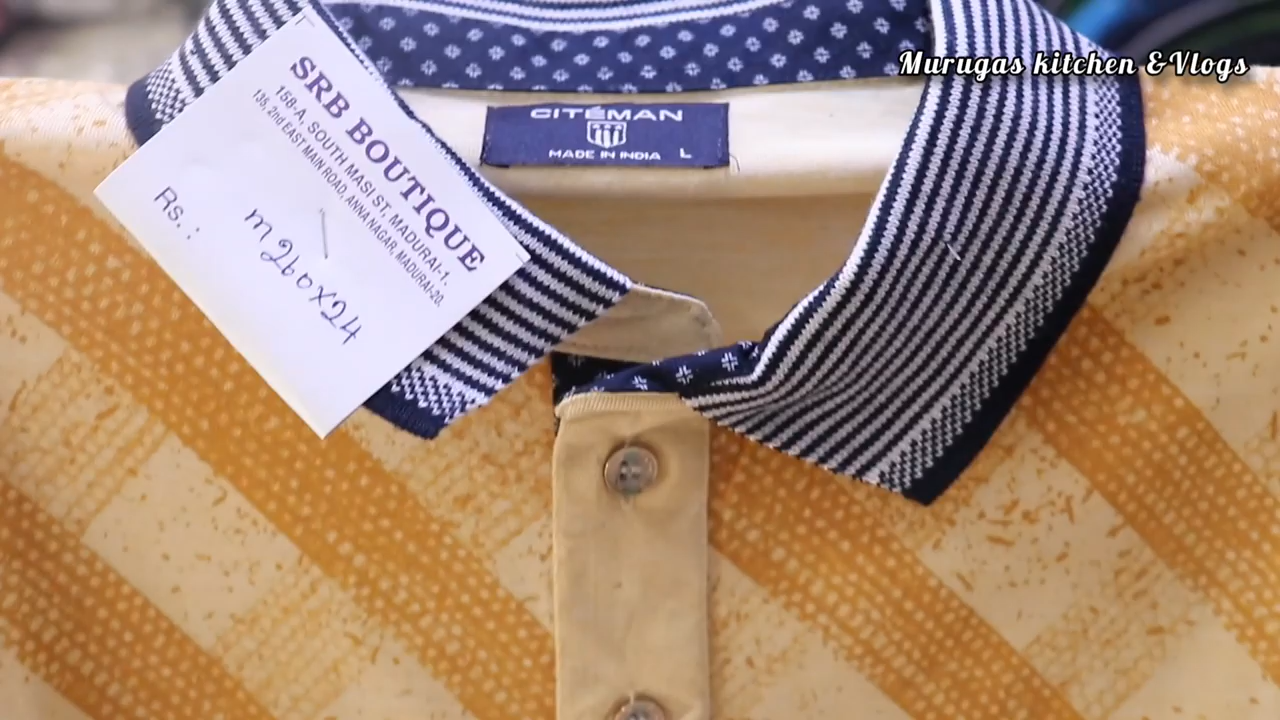 Murugas kitchen & Vlogs
SRB BOUTIQUE
158-A, SOUTH MASI ST, MADURAI-1.
135, 2nd EAST MAIN ROAD, ANNA NAGAR, MADURAI-20.
Rs. :
m260x24
CITÉMAN
MADE IN INDIA L